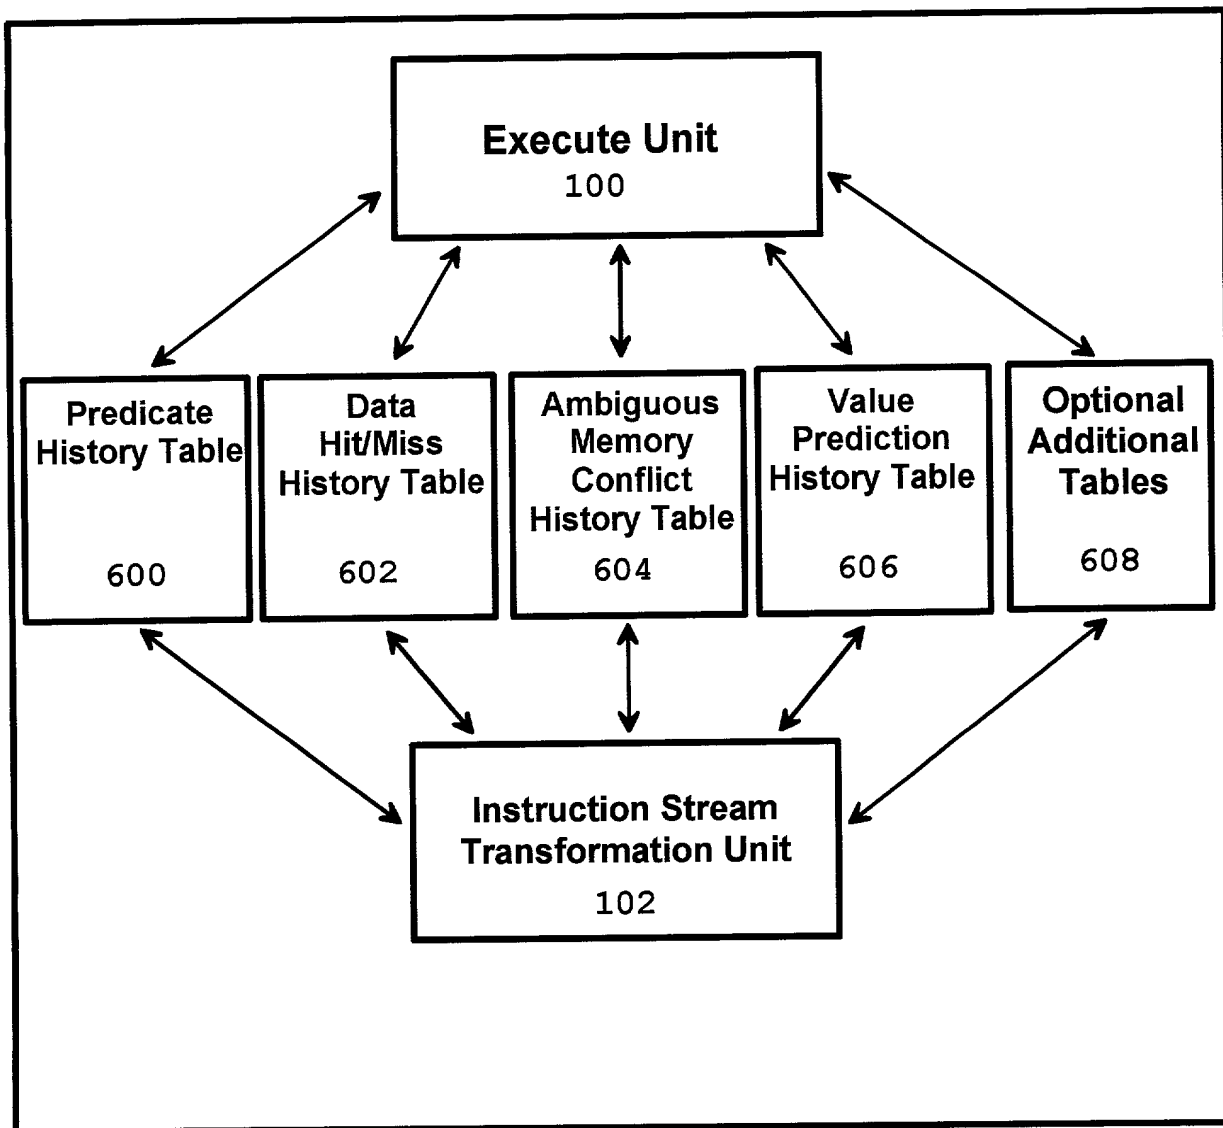 Execute Unit
100
Predicate
History Table
600
Data
Hit/Miss
History Table
602
Ambiguous
Memory
Conflict
History Table
604
Value
Prediction
History Table
606
Optional
Additional
Tables
608
Instruction Stream
Transformation Unit
102